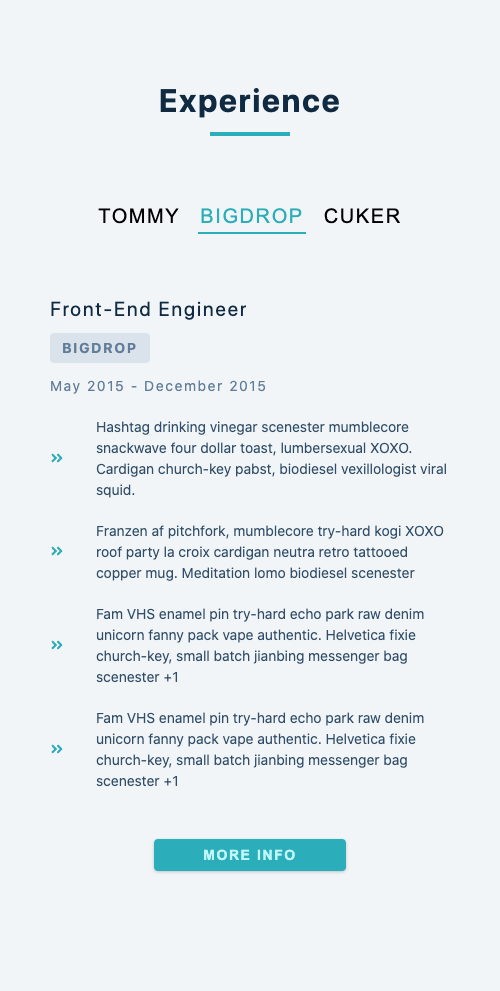 Experience
TOMMY BIGDROP CUKER
Front-End Engineer
BIGDROP
May 2015 - December 2015
Hashtag drinking vinegar scenester mumblecore
snackwave four dollar toast, lumbersexual XOXO.
Cardigan church-key pabst, biodiesel vexillologist viral
squid.
Franzen af pitchfork, mumblecore try-hard kogi XOXO
roof party la croix cardigan neutra retro tattooed
copper mug. Meditation lomo biodiesel scenester
Fam VHS enamel pin try-hard echo park raw denim
unicorn fanny pack vape authentic. Helvetica fixie
church-key, small batch jianbing messenger bag
scenester +1
Fam VHS enamel pin try-hard echo park raw denim
unicorn fanny pack vape authentic. Helvetica fixie
church-key, small batch jianbing messenger bag
scenester +1
MORE INFO